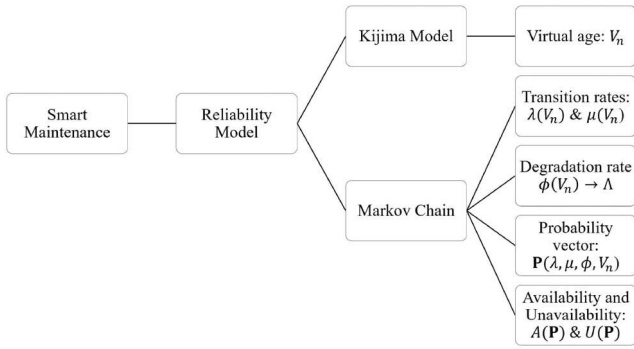 Smart
Maintenance
Reliability
Model
Kijima Model
Virtual age: Vₙ
Markov Chain
Transition rates:
λ(Vₙ) & μ(Vₙ)
Degradation rate
ϕ(Vₙ) → Λ
Probability
vector:
P(λ, μ, ϕ, Vₙ)
Availability and
Unavailability:
A(P) & U(P)